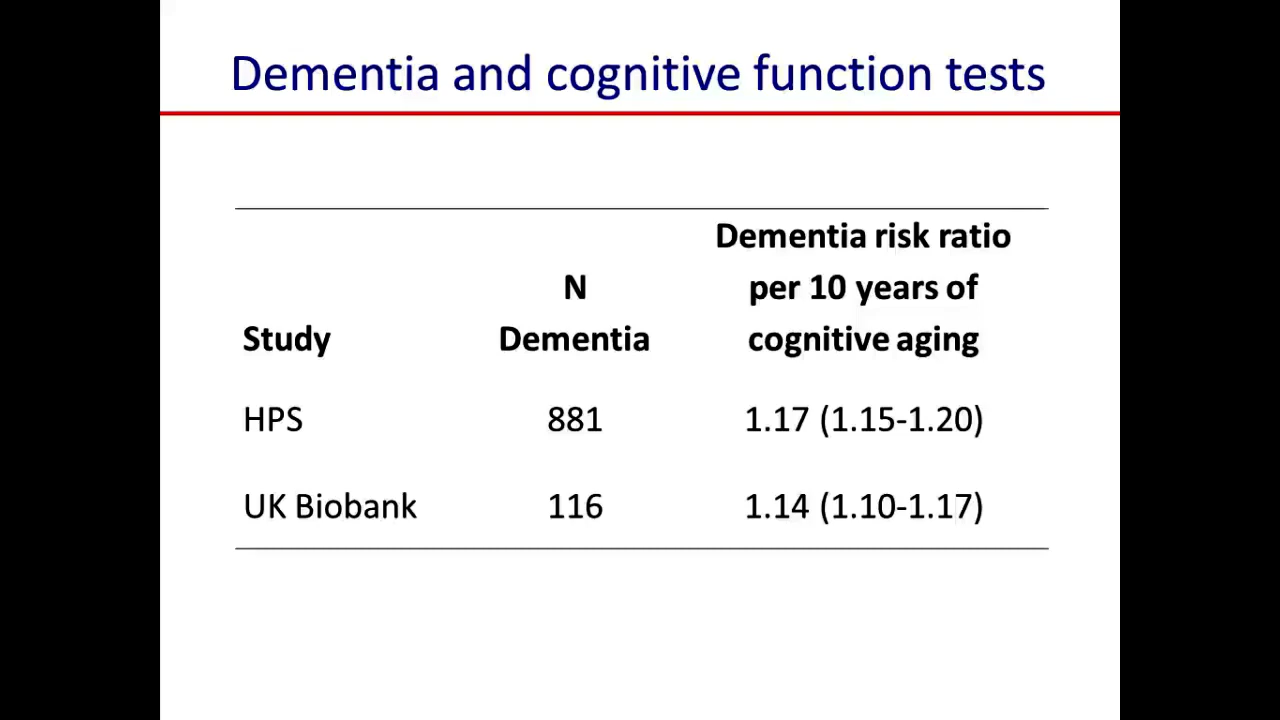 Dementia and cognitive function tests
Dementia risk ratio
N per 10 years of
Study Dementia cognitive aging
HPS 881 1.17 (1.15-1.20)
UK Biobank 116 1.14 (1.10-1.17)